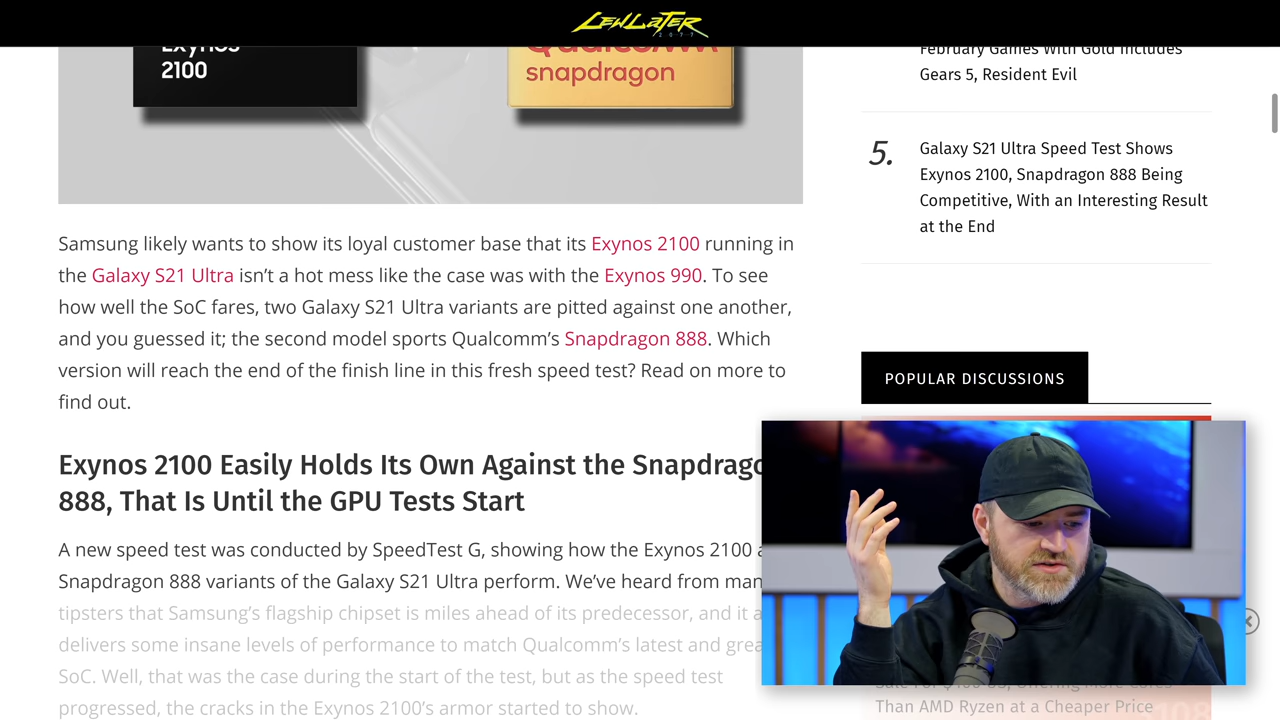 LEWLATER
2077
Exynos
2100
Qualcomm
snapdragon
February Games With Gold Includes
Gears 5, Resident Evil
5.
Galaxy S21 Ultra Speed Test Shows
Exynos 2100, Snapdragon 888 Being
Competitive, With an Interesting Result
at the End
Samsung likely wants to show its loyal customer base that its Exynos 2100 running in
the Galaxy S21 Ultra isn’t a hot mess like the case was with the Exynos 990. To see
how well the SoC fares, two Galaxy S21 Ultra variants are pitted against one another,
and you guessed it; the second model sports Qualcomm’s Snapdragon 888. Which
version will reach the end of the finish line in this fresh speed test? Read on more to
find out.
POPULAR DISCUSSIONS
Exynos 2100 Easily Holds Its Own Against the Snapdrago
888, That Is Until the GPU Tests Start
A new speed test was conducted by SpeedTest G, showing how the Exynos 2100 a
Snapdragon 888 variants of the Galaxy S21 Ultra perform. We’ve heard from man
tipsters that Samsung’s flagship chipset is miles ahead of its predecessor, and it a
delivers some insane levels of performance to match Qualcomm’s latest and grea
SoC. Well, that was the case during the start of the test, but as the speed test
progressed, the cracks in the Exynos 2100’s armor started to show.
Than AMD Ryzen at a Cheaper Price